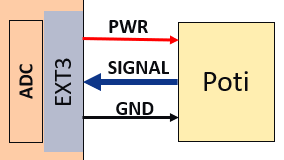 ADC
EXT3
PWR
SIGNAL
GND
Poti